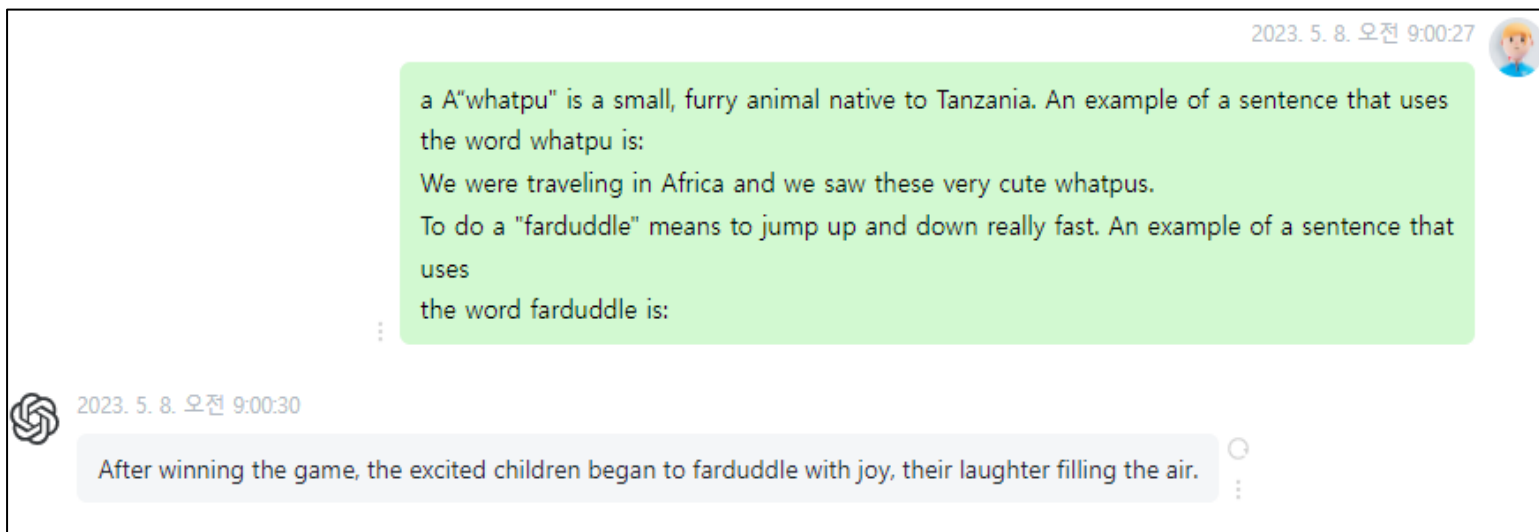 2023. 5. 8. 오전 9:00:27
a A“whatpu" is a small, furry animal native to Tanzania. An example of a sentence that uses
the word whatpu is:
We were traveling in Africa and we saw these very cute whatpus.
To do a "farduddle" means to jump up and down really fast. An example of a sentence that
uses
the word farduddle is:
2023. 5. 8. 오전 9:00:30
After winning the game, the excited children began to farduddle with joy, their laughter filling the air.